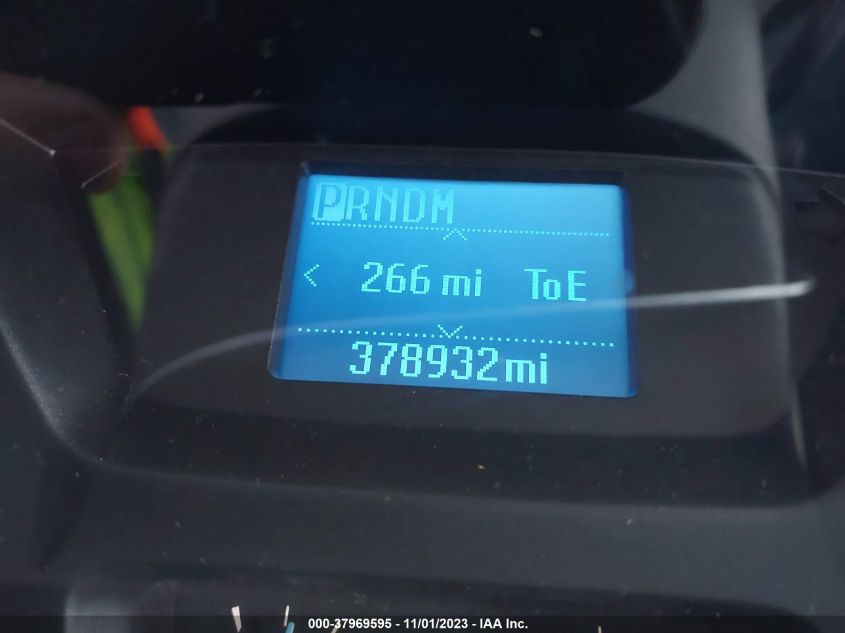 PRNDM
< 266 mi ToE
378932mi
000-37969595 - 11/01/2023 - IAA Inc.